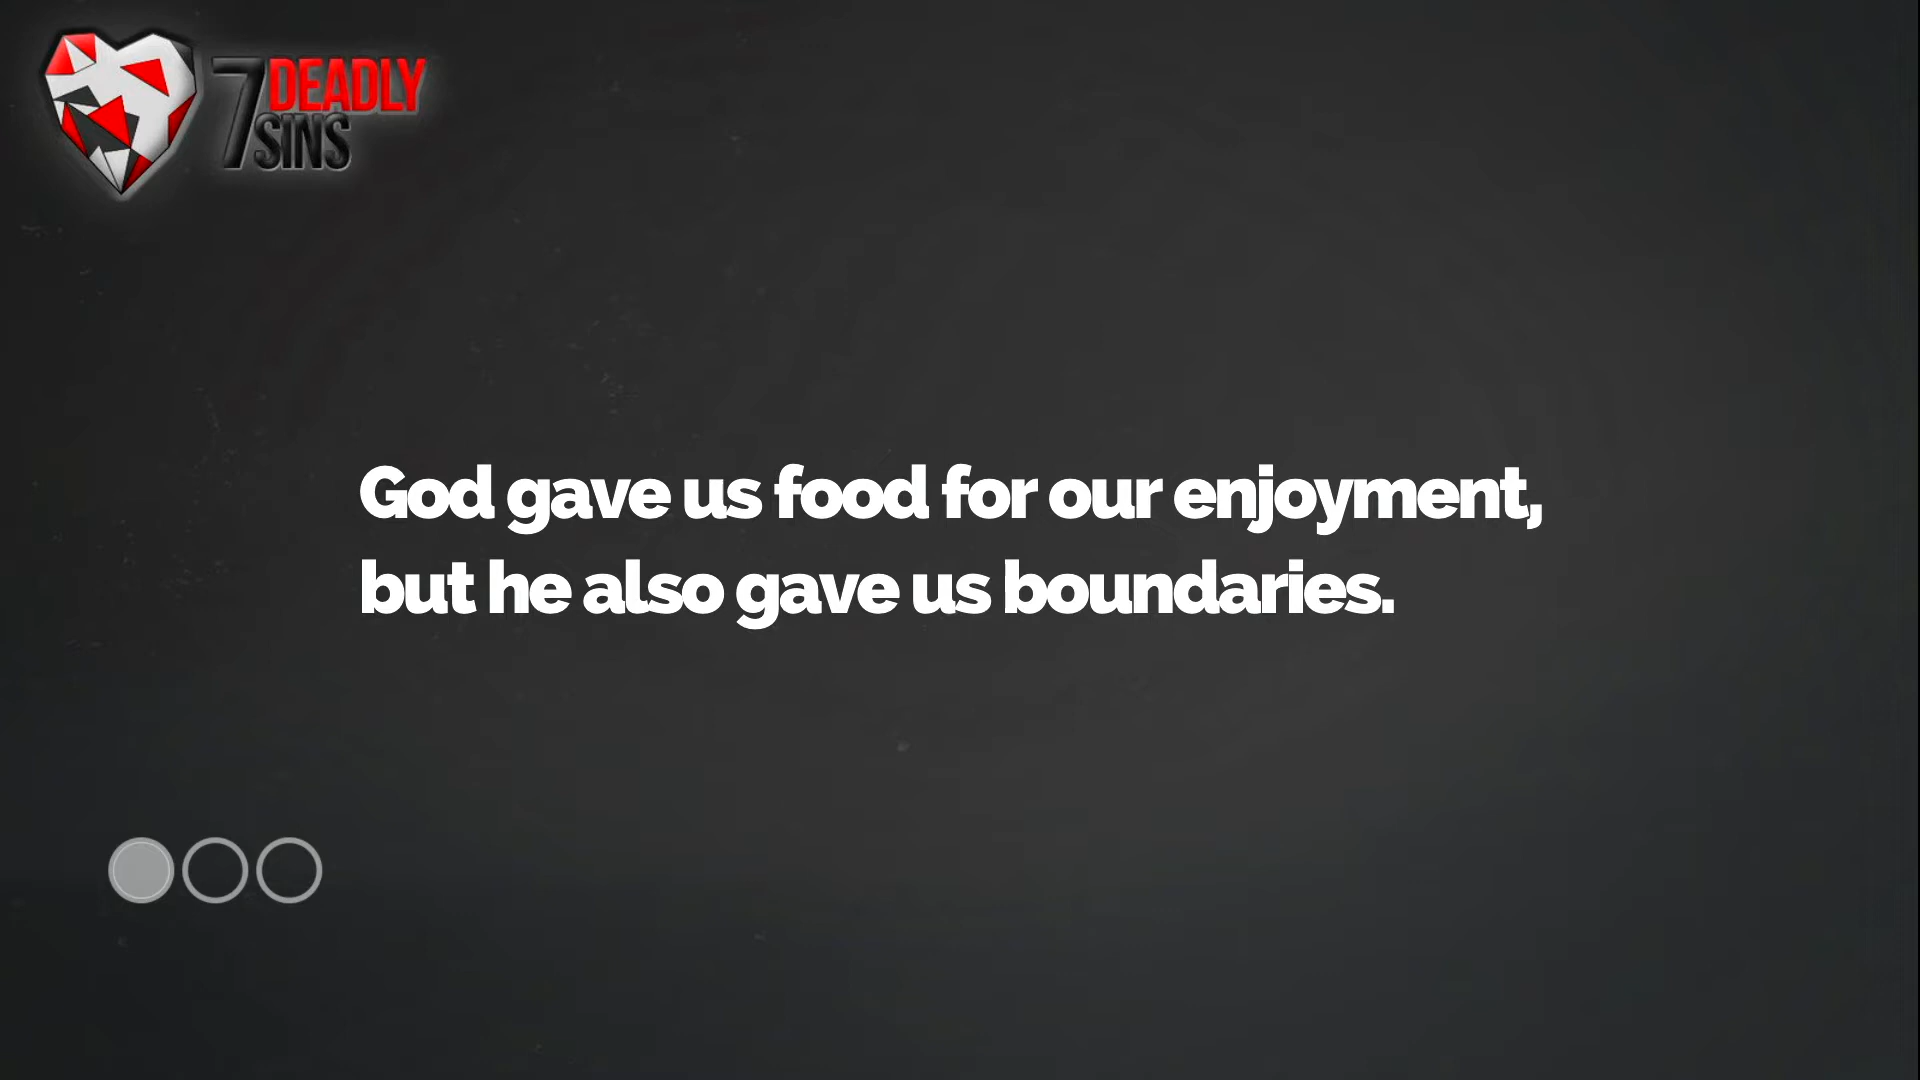 7 DEADLY
SINS
God gave us food for our enjoyment,
but he also gave us boundaries.